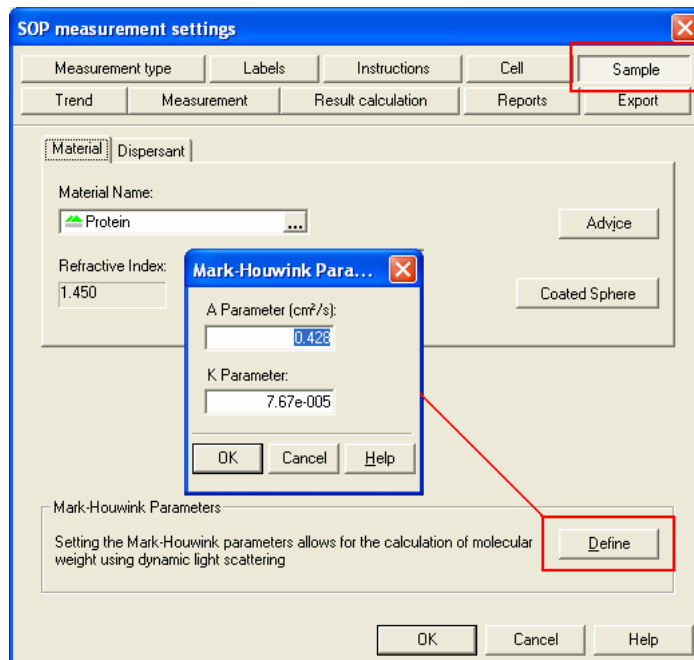 SOP measurement settings
Measurement type Labels Instructions Cell Sample
Trend Measurement Result calculation Reports Export
Material Dispersant
Material Name:
Protein ...
Advice
Refractive Index:
1.450
Coated Sphere
Mark-Houwink Para...
A Parameter (cm²/s):
0.428
K Parameter:
7.67e-005
OK Cancel Help
Mark-Houwink Parameters
Setting the Mark-Houwink parameters allows for the calculation of molecular
weight using dynamic light scattering
Define
OK Cancel Help